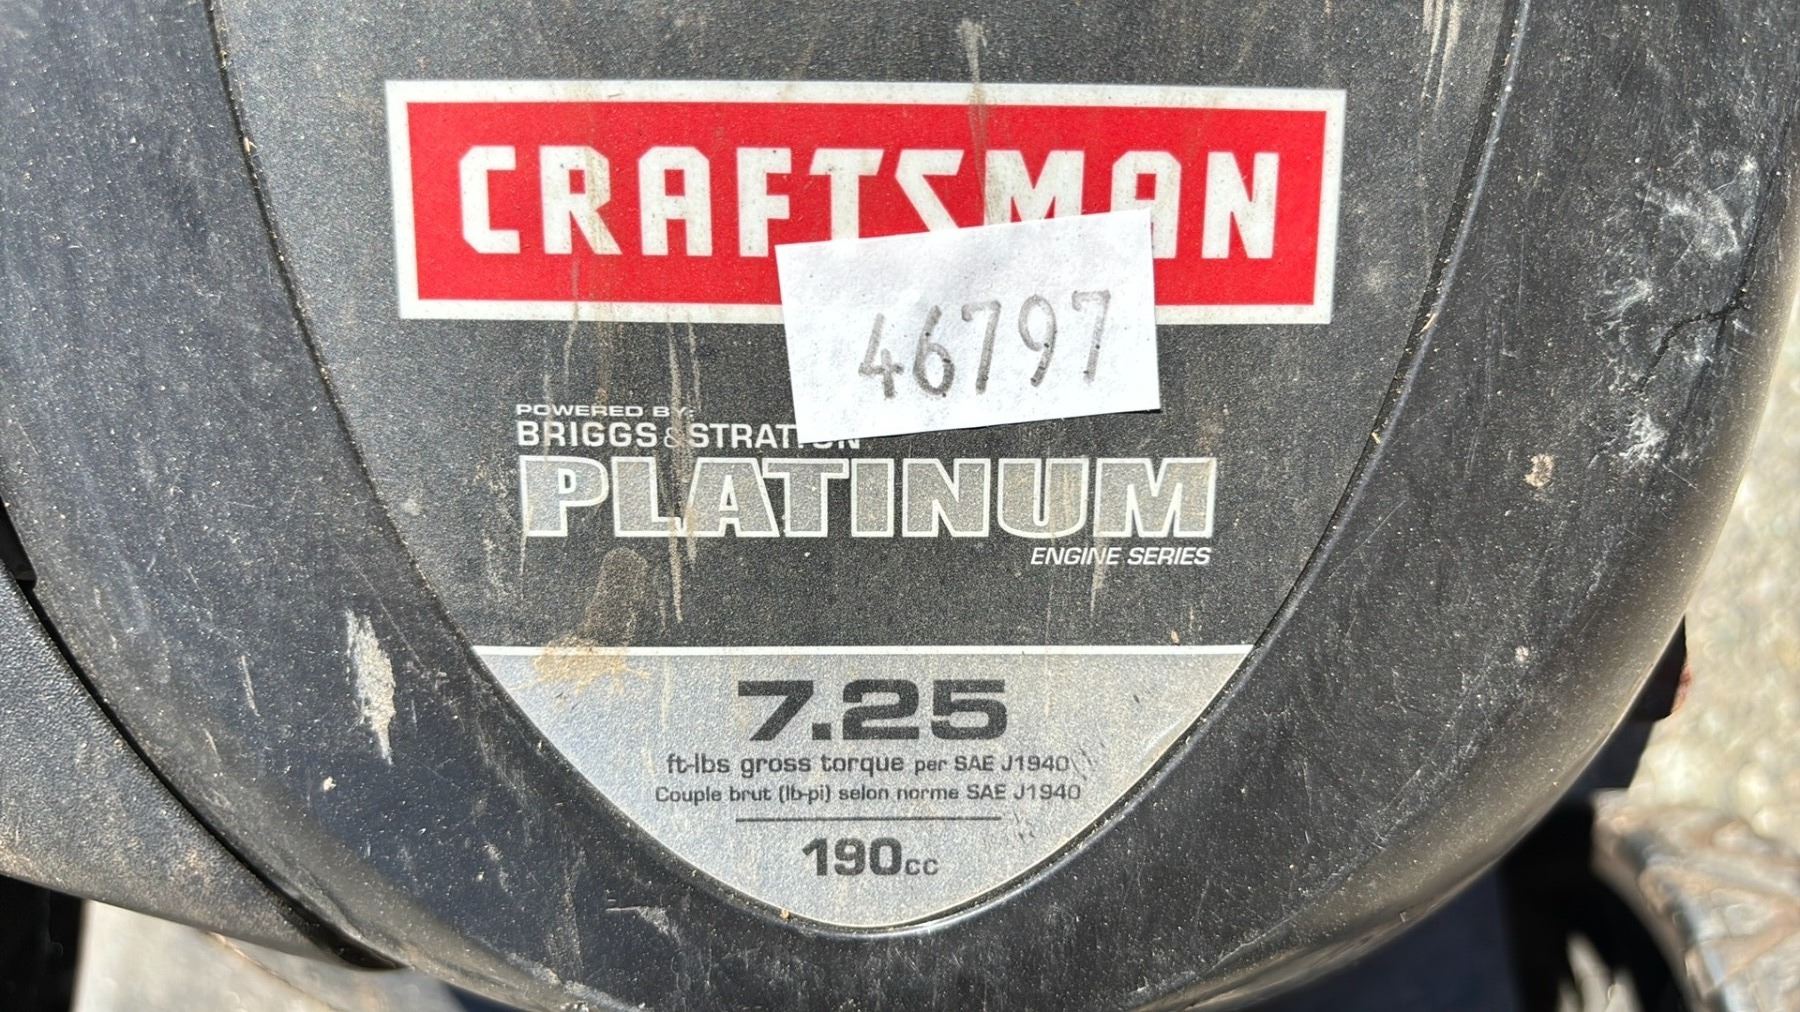 CRAFTSMAN
46797
POWERED BY:
BRIGGS & STRATTON
PLATINUM
ENGINE SERIES
7.25
ft-lbs gross torque per SAE J1940
Couple brut (lb-pi) selon norme SAE J1940
190cc